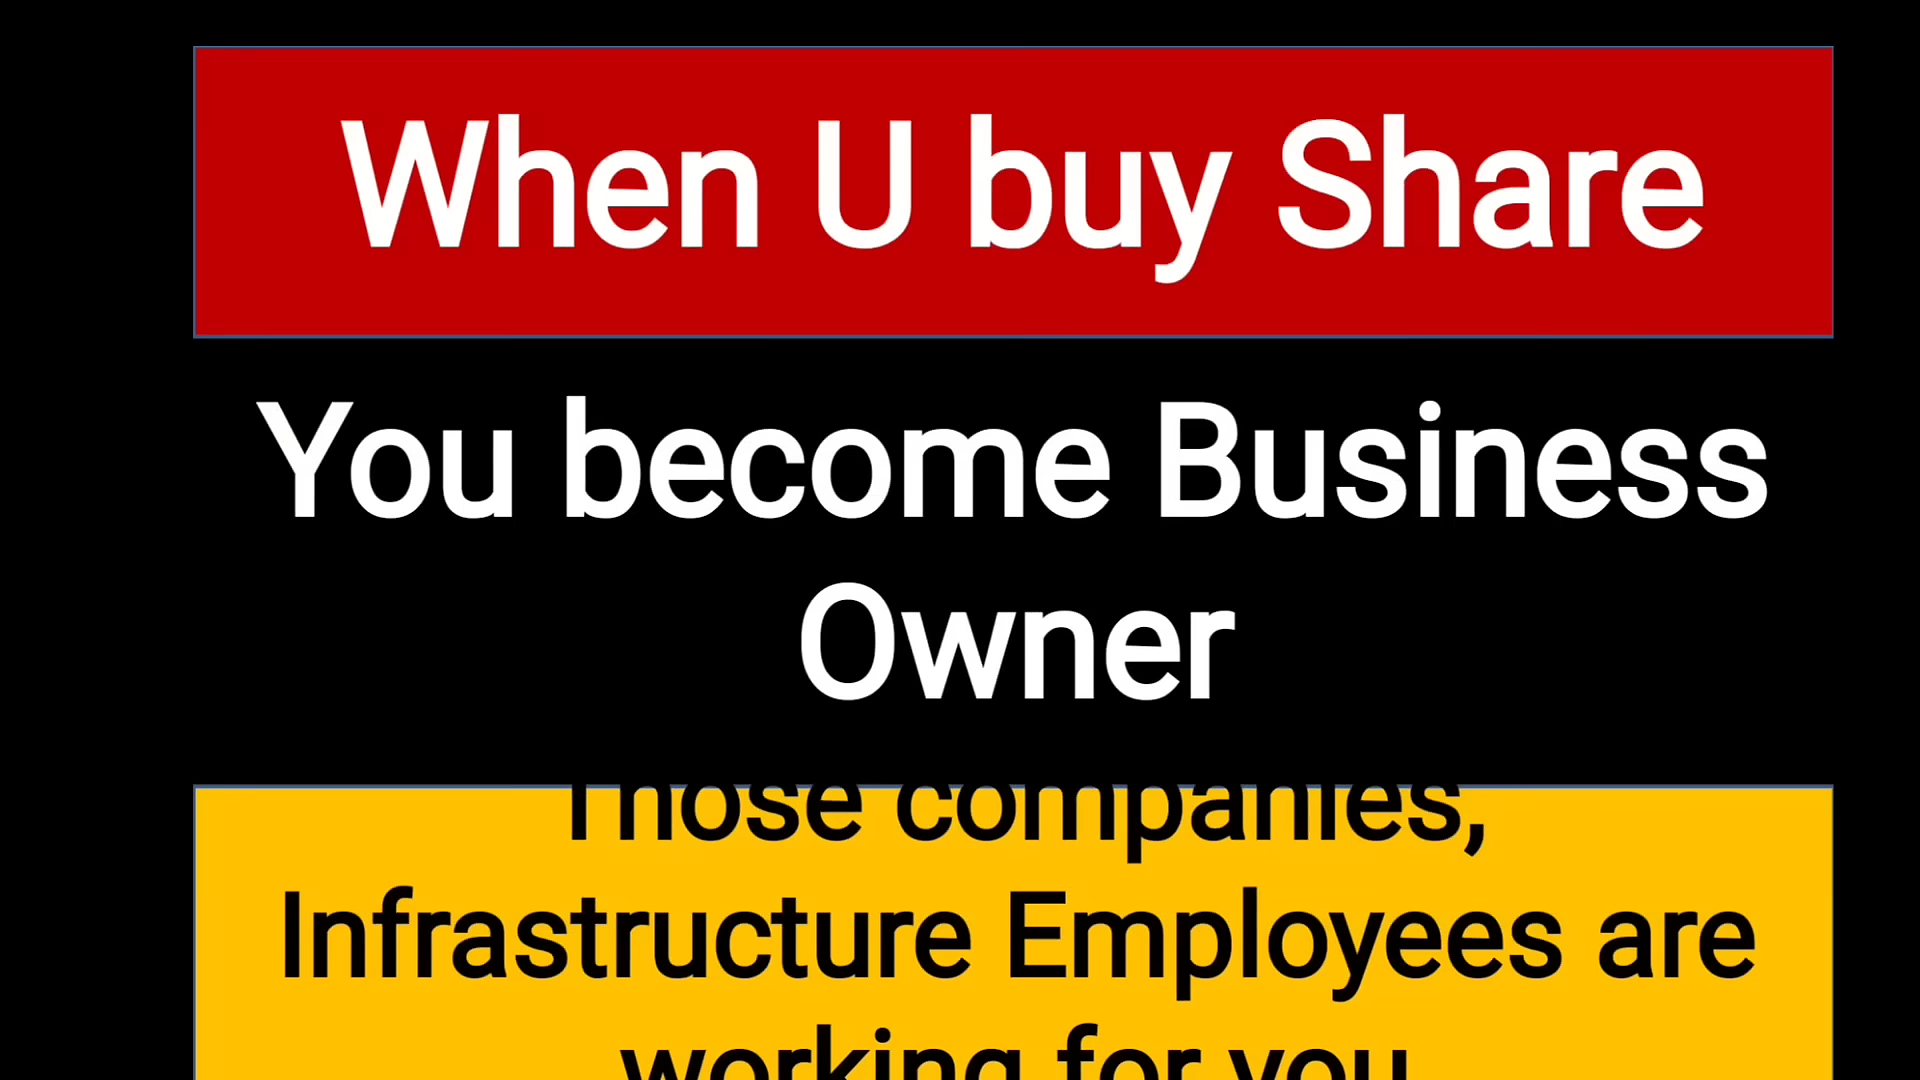 When U buy Share
You become Business
Owner
Those companies,
Infrastructure Employees are
working for you